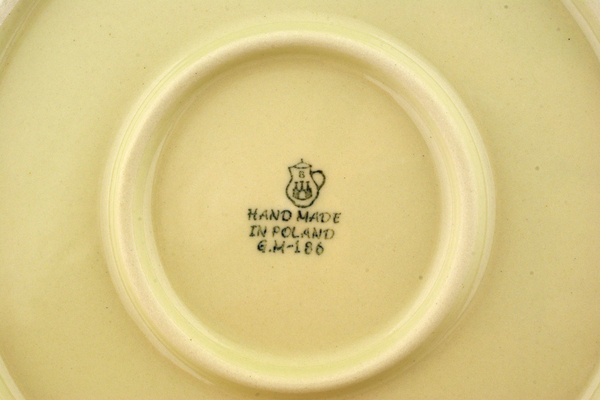 B
HAND MADE
IN POLAND
E.M-186